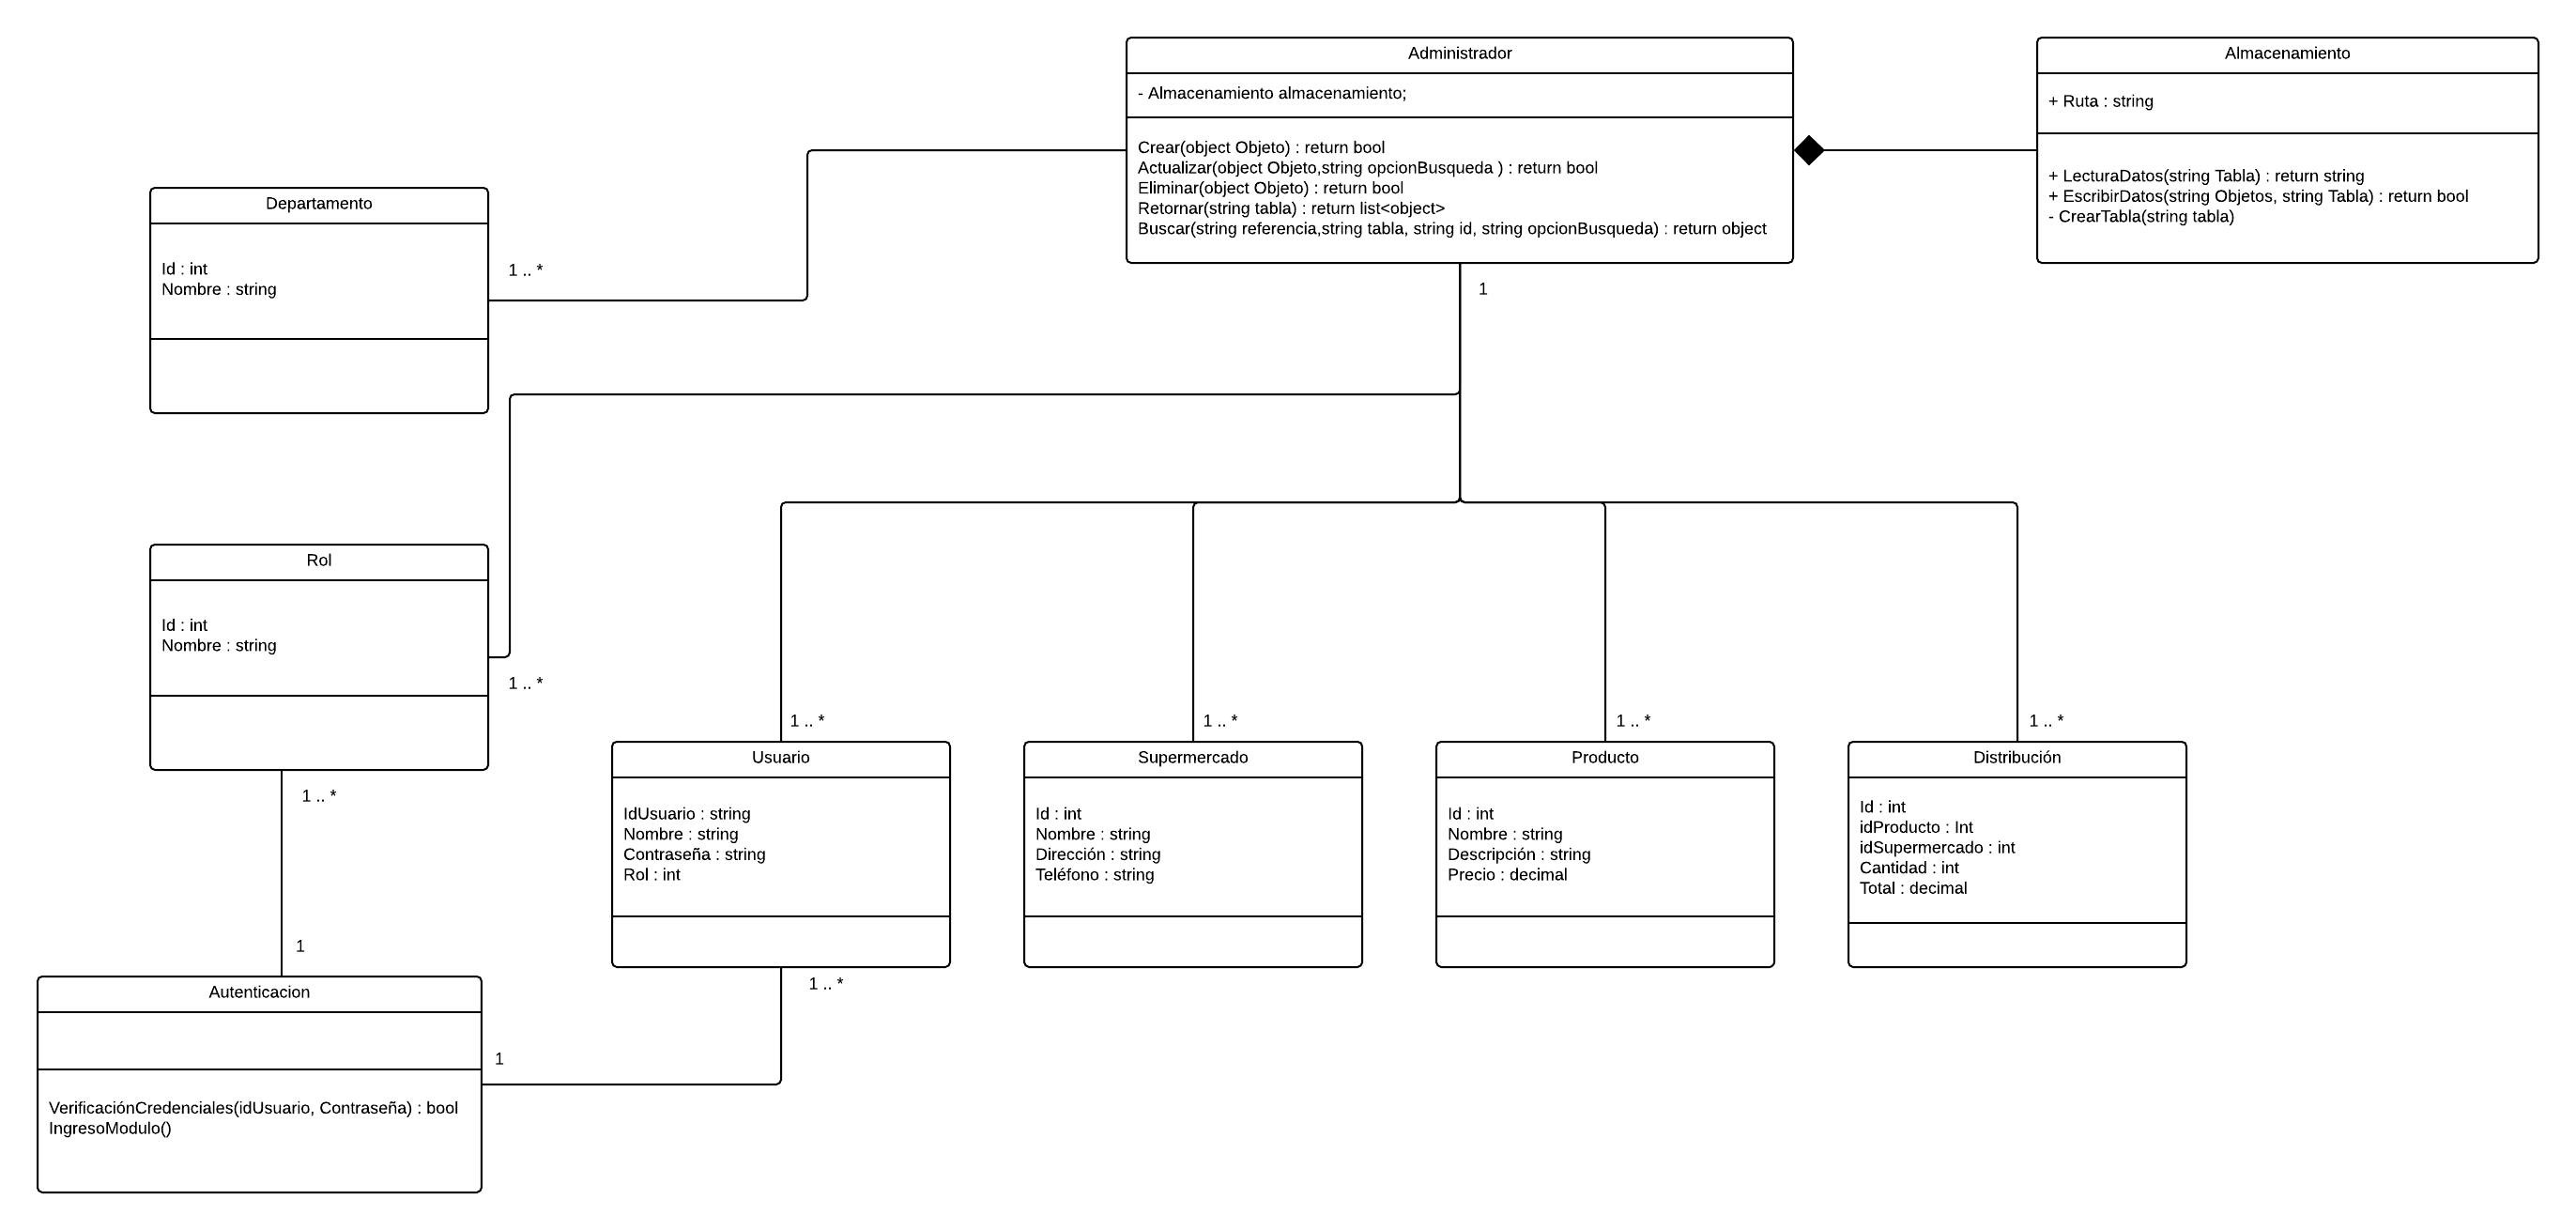 Administrador
- Almacenamiento almacenamiento;
Crear(object Objeto) : return bool
Actualizar(object Objeto,string opcionBusqueda ) : return bool
Eliminar(object Objeto) : return bool
Retornar(string tabla) : return list<object>
Buscar(string referencia,string tabla, string id, string opcionBusqueda) : return object
1
Almacenamiento
+ Ruta : string
+ LecturaDatos(string Tabla) : return string
+ EscribirDatos(string Objetos, string Tabla) : return bool
- CrearTabla(string tabla)
Departamento
Id : int
Nombre : string
1 .. *
Rol
Id : int
Nombre : string
1 .. *
1 .. *
1 .. *
Usuario
IdUsuario : string
Nombre : string
Contraseña : string
Rol : int
1 .. *
1 .. *
Supermercado
Id : int
Nombre : string
Dirección : string
Teléfono : string
1 .. *
Producto
Id : int
Nombre : string
Descripción : string
Precio : decimal
1 .. *
Distribución
Id : int
idProducto : Int
idSupermercado : int
Cantidad : int
Total : decimal
1
Autenticacion
1
VerificaciónCredenciales(idUsuario, Contraseña) : bool
IngresoModulo()